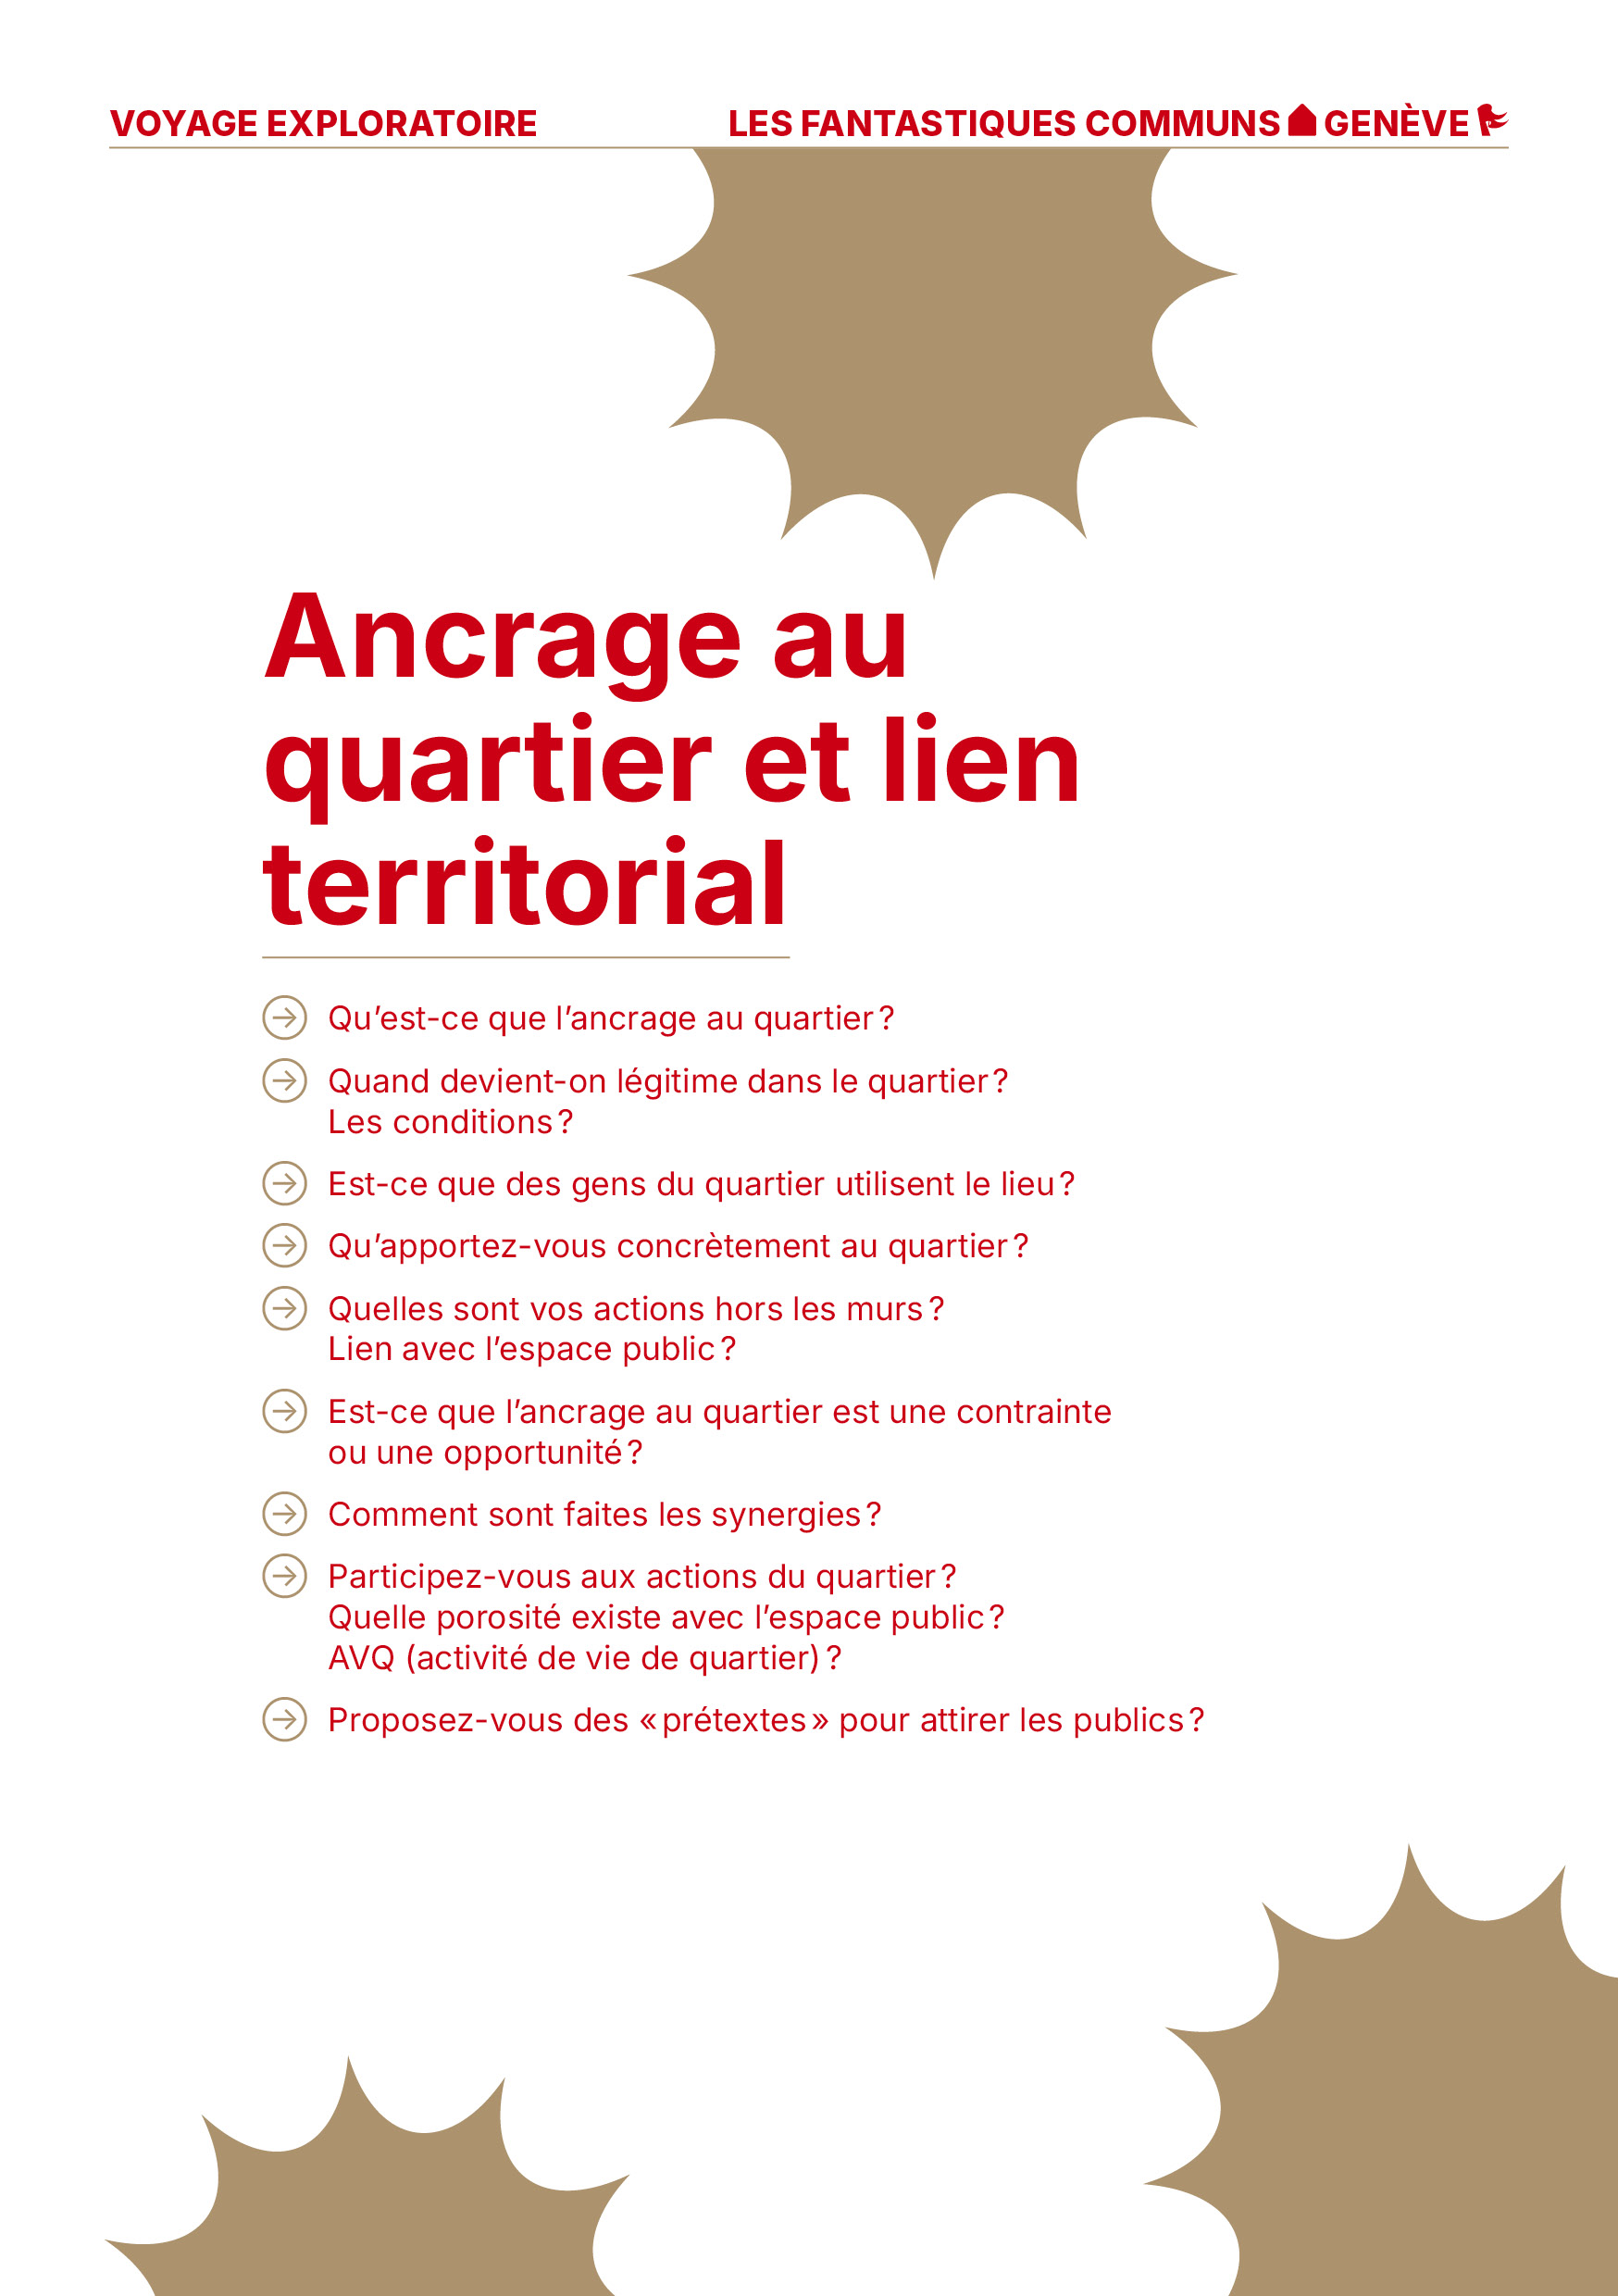 VOYAGE EXPLORATOIRE
LES FANTASTIQUES COMMUNS GENÈVE
Ancrage au
quartier et lien
territorial
Qu’est-ce que l’ancrage au quartier ?
Quand devient-on légitime dans le quartier ?
Les conditions ?
Est-ce que des gens du quartier utilisent le lieu ?
Qu’apportez-vous concrètement au quartier ?
Quelles sont vos actions hors les murs ?
Lien avec l’espace public ?
Est-ce que l’ancrage au quartier est une contrainte
ou une opportunité ?
Comment sont faites les synergies ?
Participez-vous aux actions du quartier ?
Quelle porosité existe avec l’espace public ?
AVQ (activité de vie de quartier) ?
Proposez-vous des « prétextes » pour attirer les publics ?